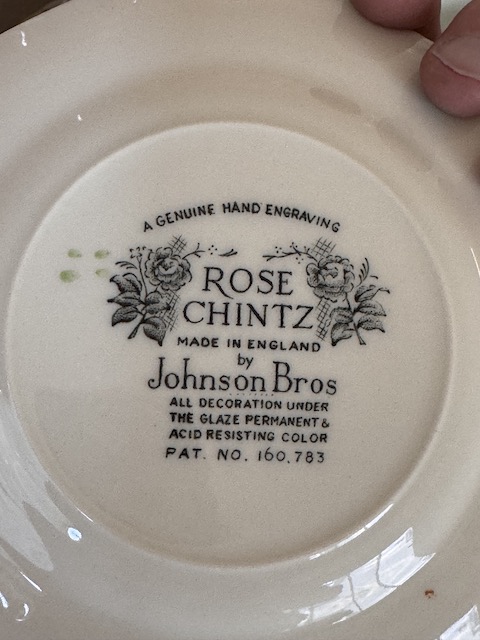 A GENUINE HAND ENGRAVING
ROSE
CHINTZ
MADE IN ENGLAND
by
Johnson Bros
ALL DECORATION UNDER
THE GLAZE PERMANENT &
ACID RESISTING COLOR
PAT. NO. 160,783